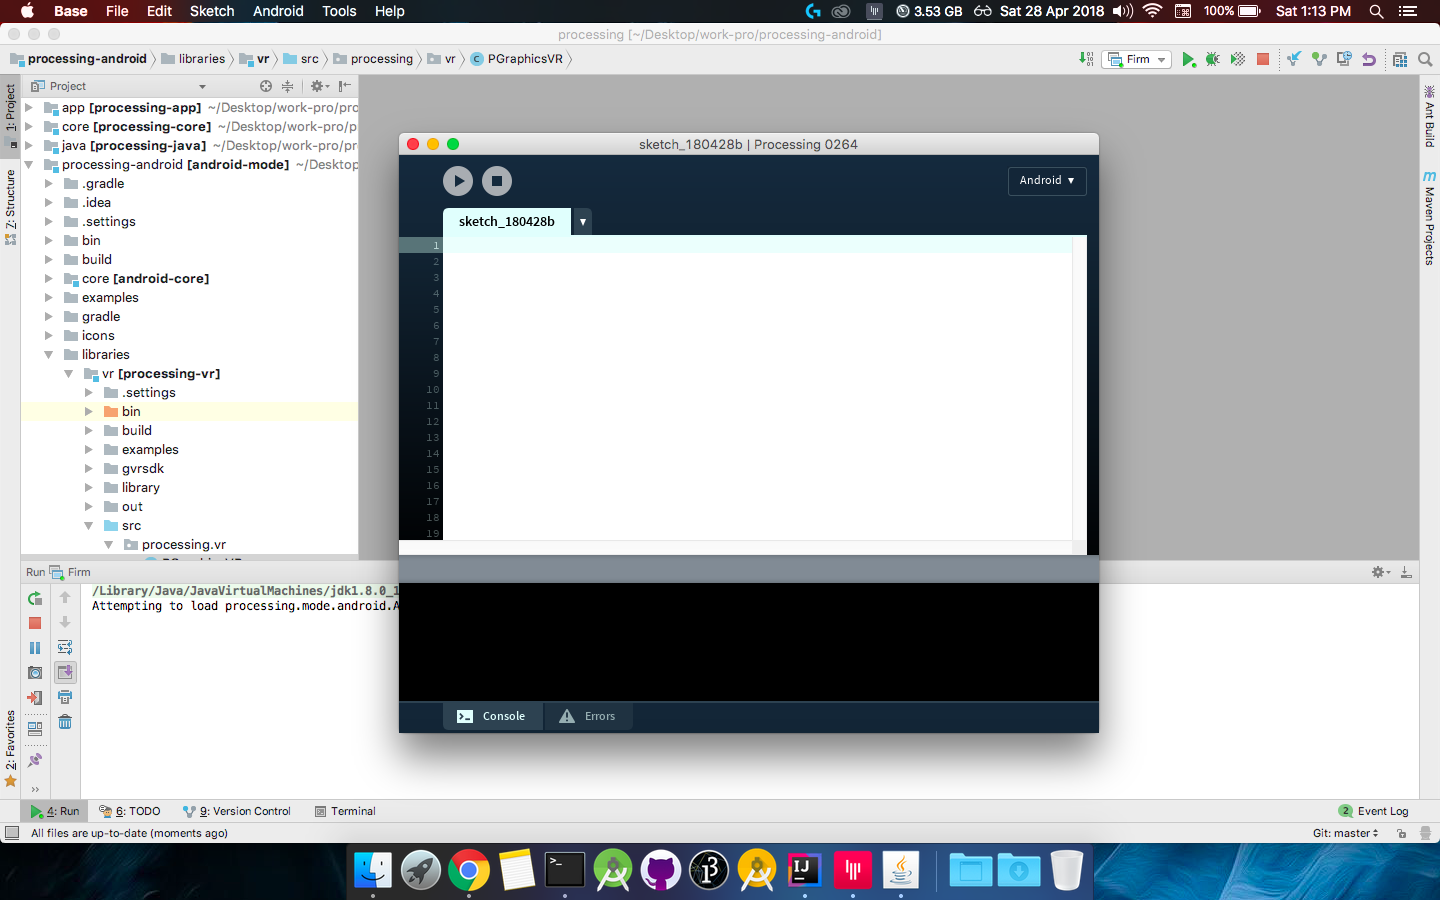 Base File Edit Sketch Android Tools Help 3.53 GB Sat 28 Apr 2018 100% Sat 1:13 PM
processing [~/Desktop/work-pro/processing-android]
processing-android libraries vr src processing vr PGraphicsVR Firm
Project
app [processing-app] ~/Desktop/work-pro/pro
core [processing-core] ~/Desktop/work-pro/p
java [processing-java] ~/Desktop/work-pro/pr
processing-android [android-mode] ~/Desktop
.gradle
.idea
.settings
bin
build
core [android-core]
examples
gradle
icons
libraries
vr [processing-vr]
.settings
bin
build
examples
gvrsdk
library
out
src
processing.vr
1: Project
Z: Structure
2: Favorites
Ant Build
m
Maven Projects
sketch_180428b | Processing 0264
Android ▾
sketch_180428b ▾
1
2
3
4
5
6
7
8
9
10
11
12
13
14
15
16
17
18
19
Console Errors
Run Firm
/Library/Java/JavaVirtualMachines/jdk1.8.0_1
Attempting to load processing.mode.android.A
4: Run 6: TODO 9: Version Control Terminal 2 Event Log
All files are up-to-date (moments ago) Git: master
IJ